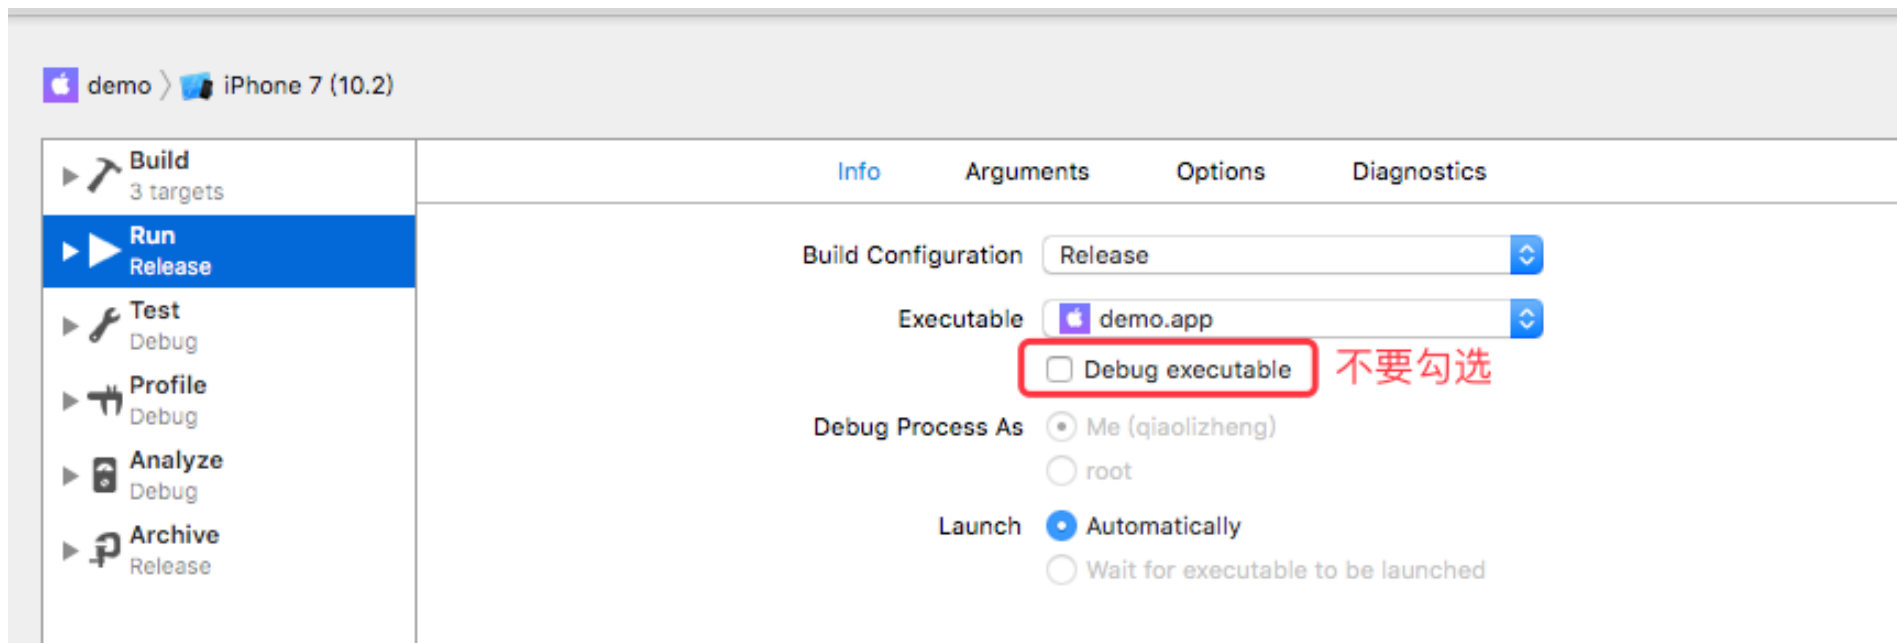 demo 〉 iPhone 7 (10.2)
Build
3 targets
Run
Release
Test
Debug
Profile
Debug
Analyze
Debug
Archive
Release
Info Arguments Options Diagnostics
Build Configuration Release
Executable demo.app
Debug executable 不要勾选
Debug Process As Me (qiaolizheng)
root
Launch Automatically
Wait for executable to be launched